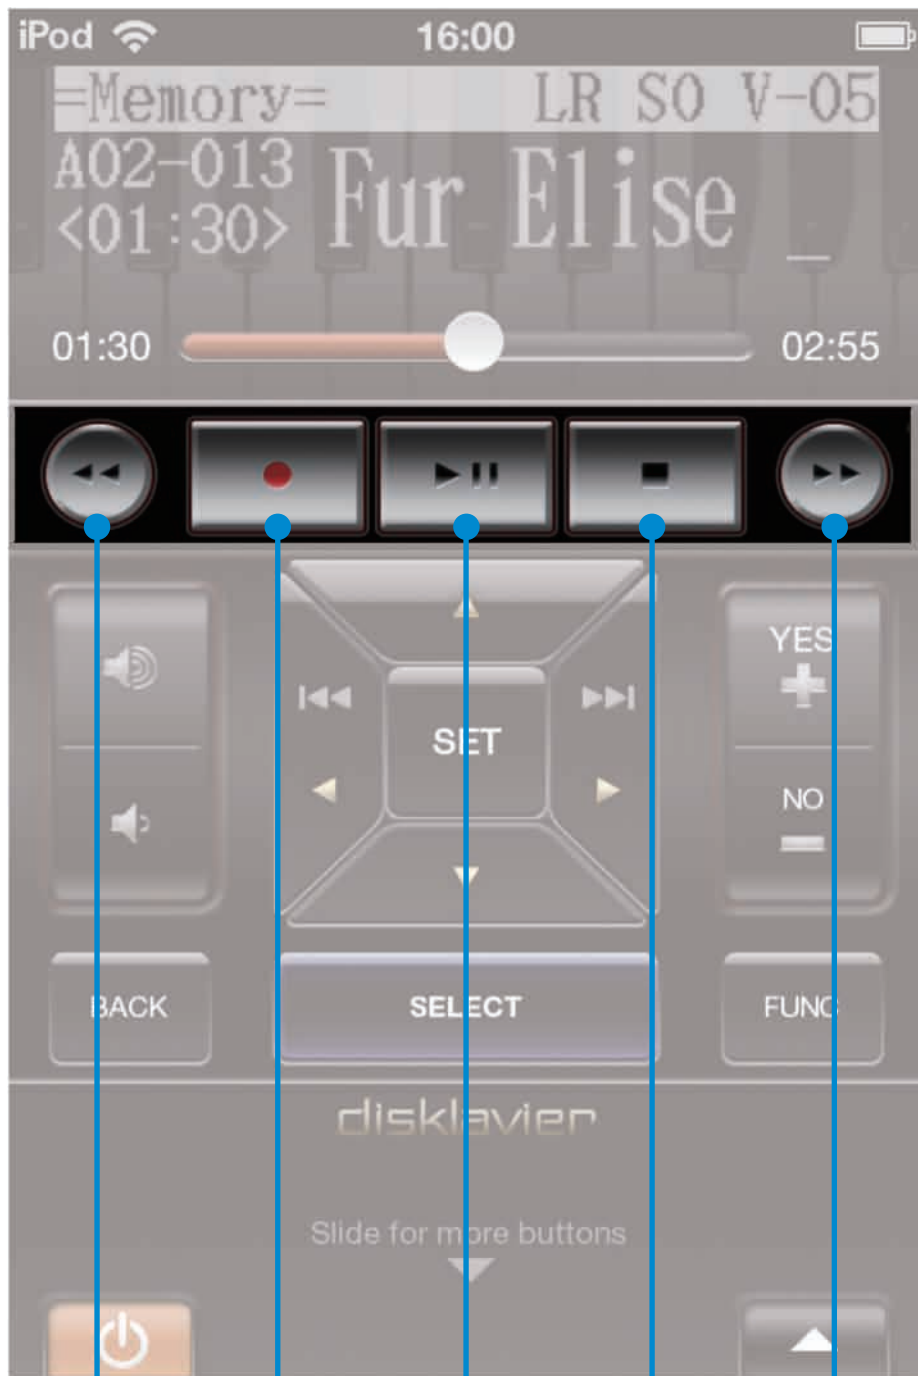 iPod 16:00
=Memory= LR SO V-05
A02-013 Fur Elise _
<01:30>
01:30 02:55
YES
SET
NO
BACK SELECT FUNC
disklavier
Slide for more buttons